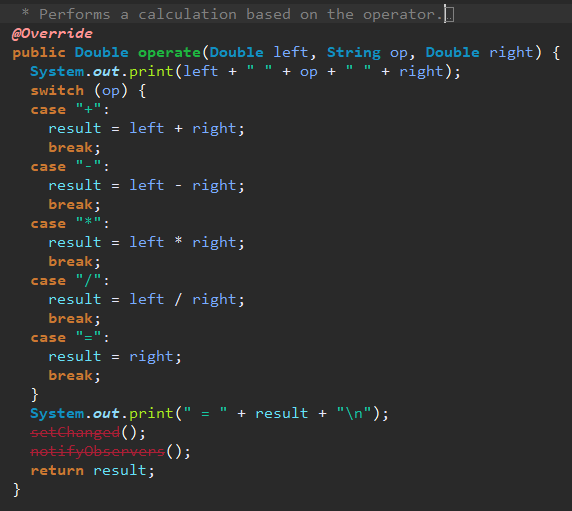 * Performs a calculation based on the operator.
@Override
public Double operate(Double left, String op, Double right) {
  System.out.print(left + " " + op + " " + right);
  switch (op) {
  case "+":
    result = left + right;
    break;
  case "-":
    result = left - right;
    break;
  case "*":
    result = left * right;
    break;
  case "/":
    result = left / right;
    break;
  case "=":
    result = right;
    break;
  }
  System.out.print(" = " + result + "\n");
  setChanged();
  notifyObservers();
  return result;
}